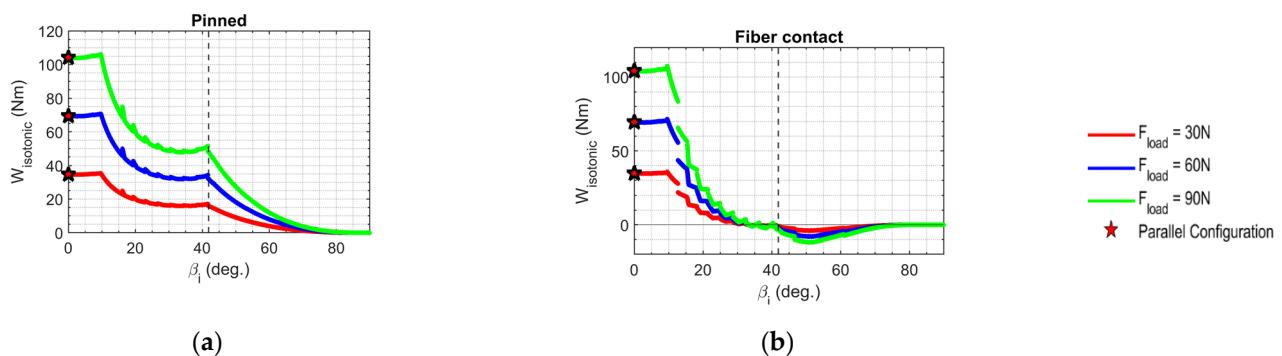 Pinned
120
100
80
60
40
20
0
W_isotonic (Nm)
0 20 40 60 80
β_i (deg.)
(a)
Fiber contact
100
50
0
W_isotonic (Nm)
0 20 40 60 80
β_i (deg.)
(b)
F_load = 30N
F_load = 60N
F_load = 90N
Parallel Configuration